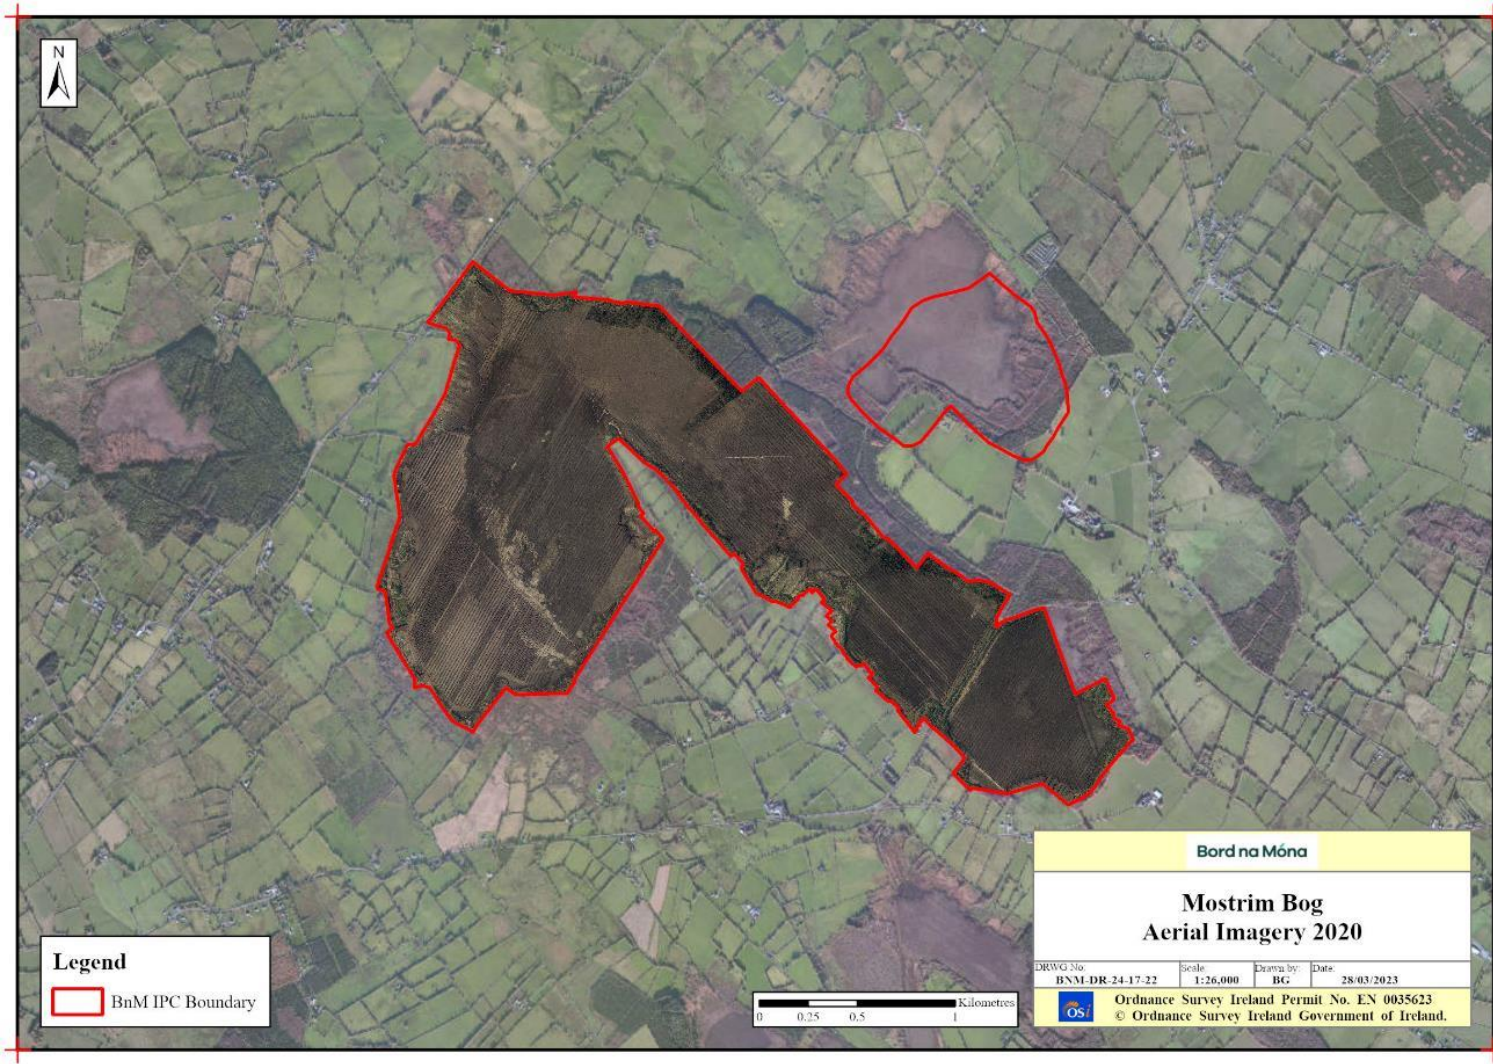 N
Bord na Móna
Mostrim Bog
Aerial Imagery 2020
DRWG No: Scale: Drawn by: Date:
BNM-DR-24-17-22 1:26,000 BG 28/03/2023
OSi Ordnance Survey Ireland Permit No. EN 0035623
© Ordnance Survey Ireland Government of Ireland.
Legend
BnM IPC Boundary
Kilometres
0 0.25 0.5 1